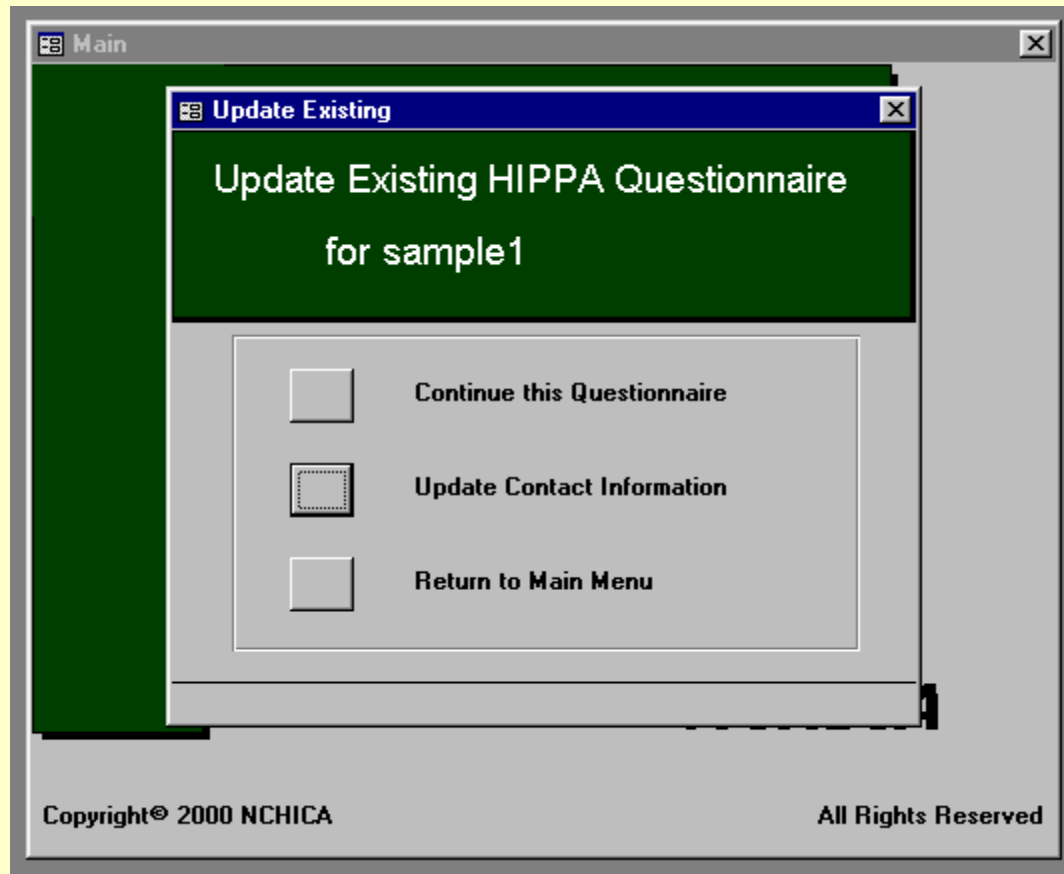 Main
Update Existing
Update Existing HIPPA Questionnaire
for sample1
Continue this Questionnaire
Update Contact Information
Return to Main Menu
Copyright© 2000 NCHICA
All Rights Reserved